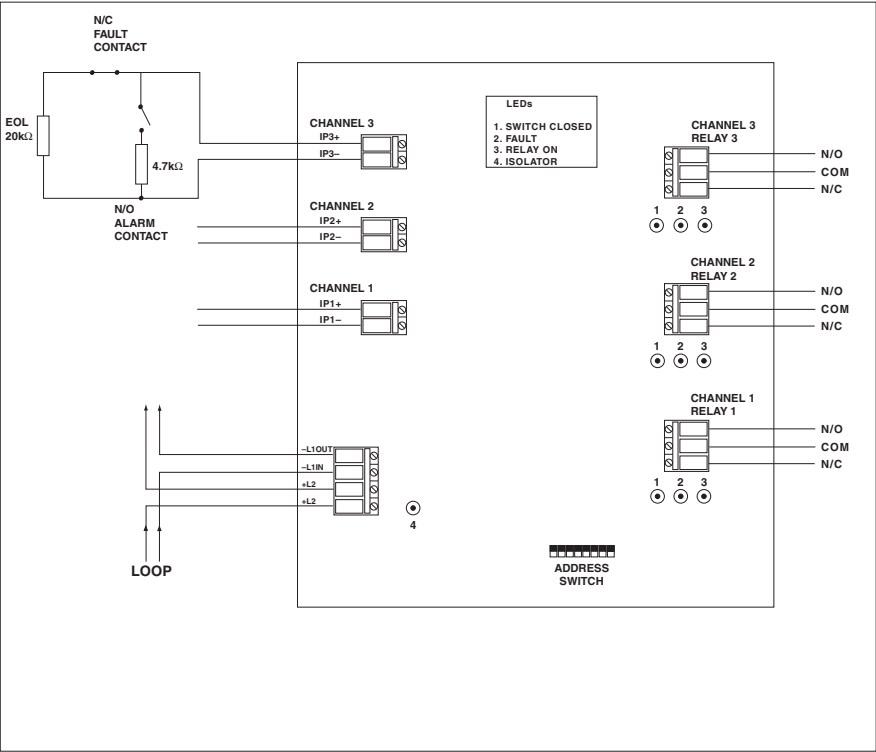 N/C
FAULT
CONTACT
EOL
20kΩ
4.7kΩ
N/O
ALARM
CONTACT
CHANNEL 3
IP3+
IP3–
CHANNEL 2
IP2+
IP2–
CHANNEL 1
IP1+
IP1–
–L1OUT
–L1IN
+L2
+L2
4
LOOP
LEDs
1. SWITCH CLOSED
2. FAULT
3. RELAY ON
4. ISOLATOR
CHANNEL 3
RELAY 3
N/O
COM
N/C
1 2 3
CHANNEL 2
RELAY 2
N/O
COM
N/C
1 2 3
CHANNEL 1
RELAY 1
N/O
COM
N/C
1 2 3
ADDRESS
SWITCH